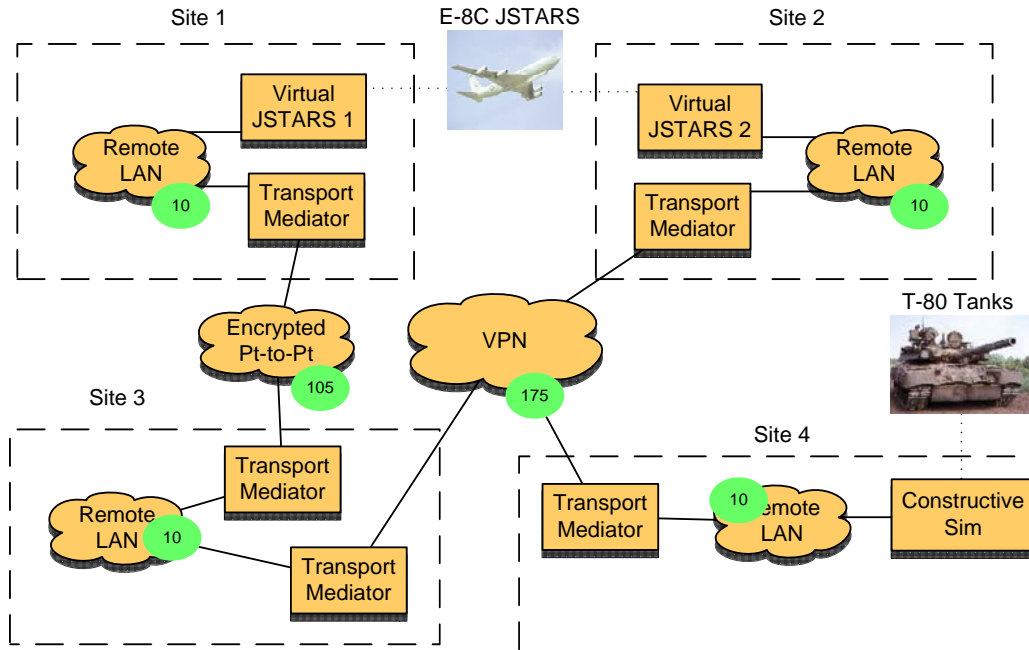 Site 1
E-8C JSTARS
Site 2
Virtual
JSTARS 1
Remote
LAN
10
Transport
Mediator
Virtual
JSTARS 2
Remote
LAN
10
Transport
Mediator
Encrypted
Pt-to-Pt
105
VPN
175
T-80 Tanks
Site 3
Transport
Mediator
Remote
LAN
10
Transport
Mediator
Site 4
Transport
Mediator
10
emote
LAN
Constructive
Sim